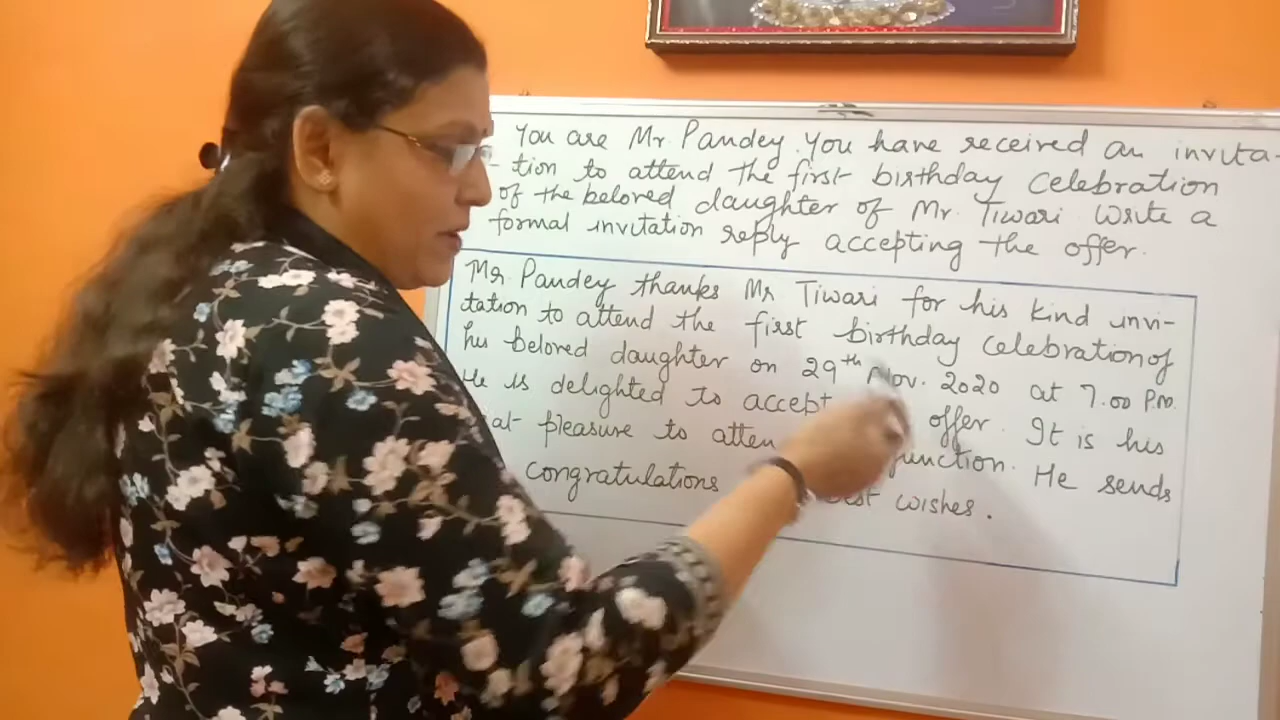 You are Mr. Pandey. You have received an invita-
-tion to attend the first birthday celebration
of the beloved daughter of Mr. Tiwari. Write a
formal invitation reply accepting the offer.
Mr. Pandey thanks Mr Tiwari for his kind invi-
tation to attend the first birthday celebration of
his beloved daughter on 29th Nov. 2020 at 7.00 P.M.
He is delighted to accept offer. It is his
pleasure to function. He sends
congratulations wishes.